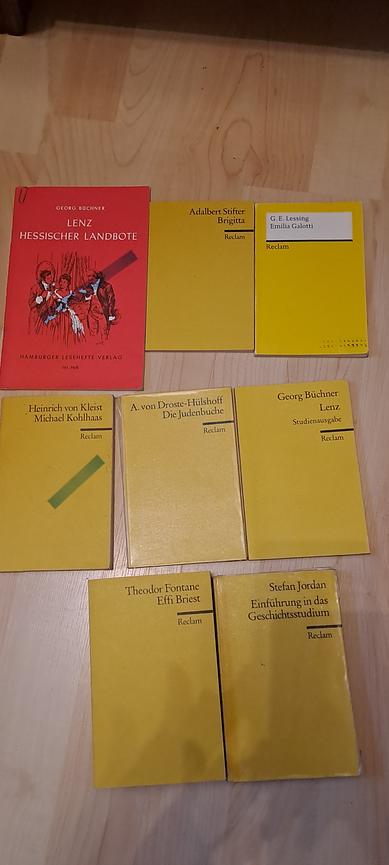 GEORG BÜCHNER
LENZ
HESSISCHER LANDBOTE
HAMBURGER LESEHEFTE VERLAG
Adalbert Stifter
Brigitta
Reclam
G. E. Lessing
Emilia Galotti
Reclam
Heinrich von Kleist
Michael Kohlhaas
Reclam
A. von Droste-Hülshoff
Die Judenbuche
Reclam
Georg Büchner
Lenz
Studienausgabe
Reclam
Theodor Fontane
Effi Briest
Reclam
Stefan Jordan
Einführung in das
Geschichtsstudium
Reclam